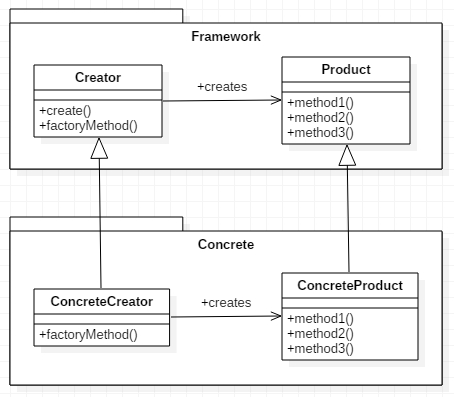 Framework
Creator
+create()
+factoryMethod()
+creates
Product
+method1()
+method2()
+method3()
Concrete
ConcreteCreator
+factoryMethod()
+creates
ConcreteProduct
+method1()
+method2()
+method3()